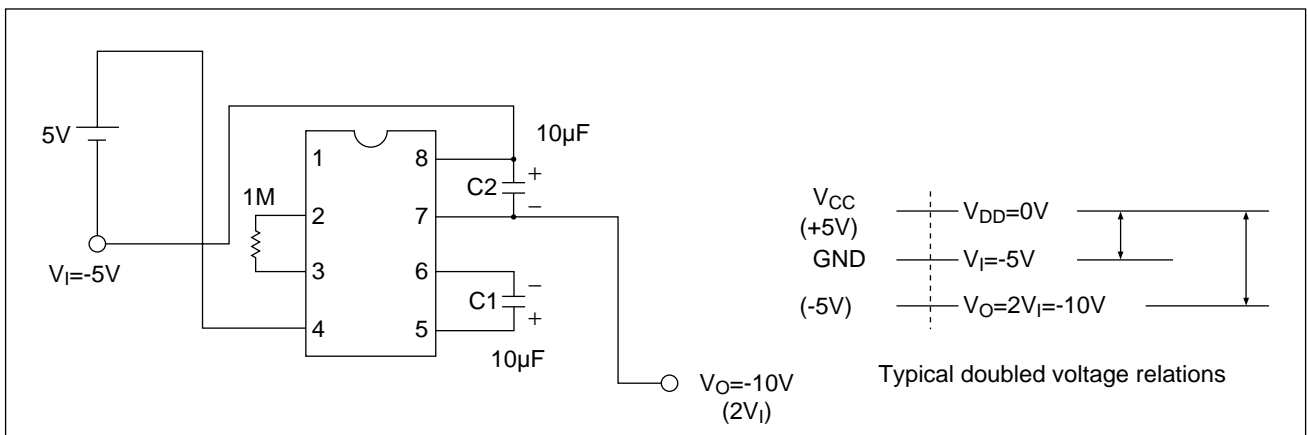 5V
V_I=-5V
1M
1
2
3
4
8
7
6
5
10µF
C2
+
−
−
C1
+
10µF
V_O=-10V
(2V_I)
V_CC
(+5V)
V_DD=0V
GND
V_I=-5V
(-5V)
V_O=2V_I=-10V
Typical doubled voltage relations